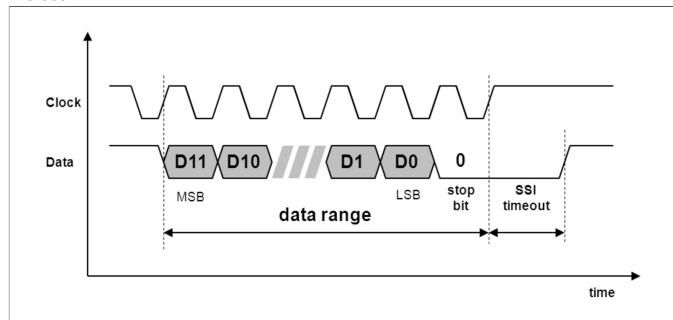 Clock
Data
D11 D10 D1 D0 0
MSB LSB stop bit SSI timeout
data range
time